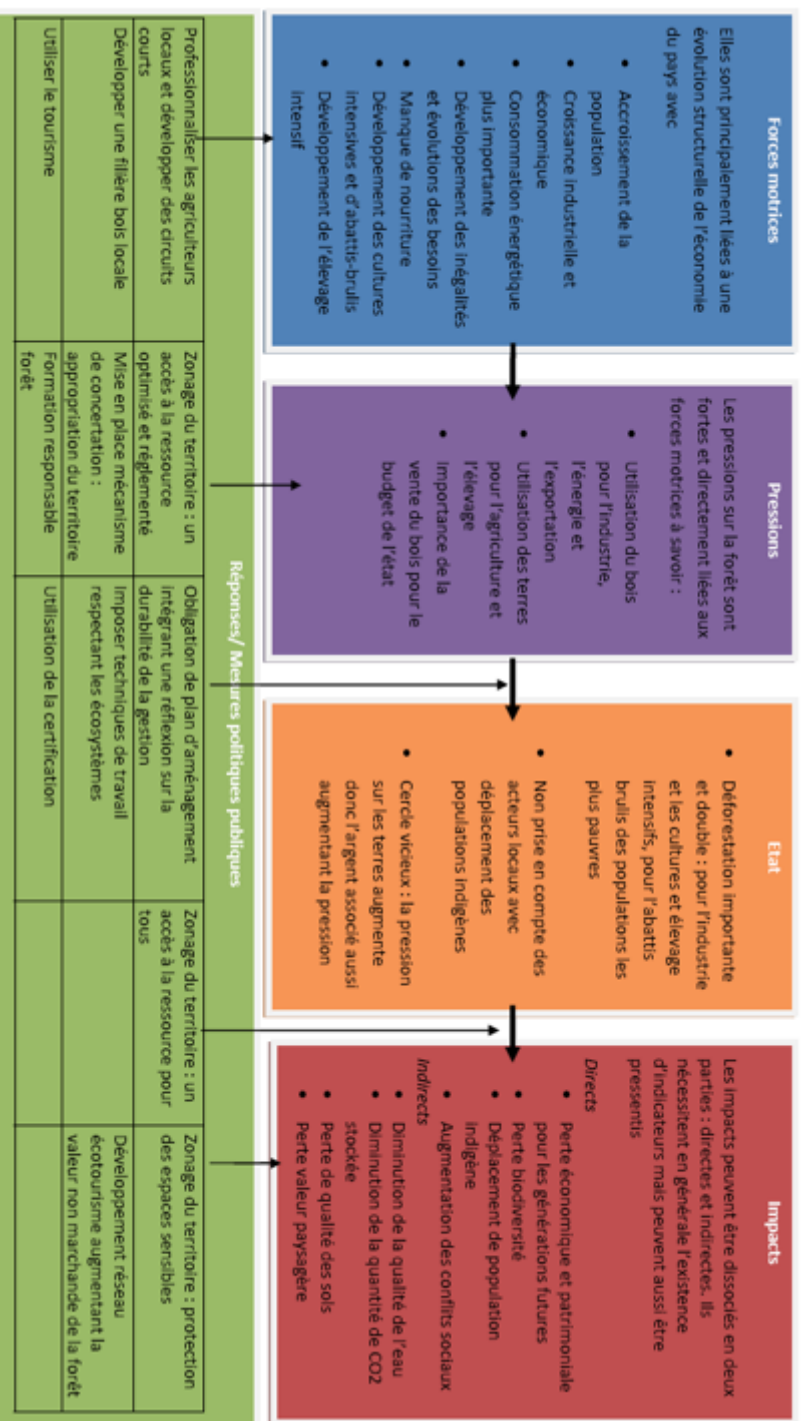 Forces motrices
Elles sont principalement liées à une
évolution structurelle de l'économie
du pays avec
• Accroissement de la
population
• Croissance industrielle et
économique
• Consommation énergétique
plus importante
• Développement des inégalités
et évolutions des besoins
• Manque de nourriture
• Développement des cultures
intensives et d'abattis-brulis
• Développement de l'élevage
intensif
Pressions
Les pressions sur la forêt sont
fortes et directement liées aux
forces motrices à savoir :
• Utilisation du bois
pour l'industrie,
l'énergie et
l'exportation
• Utilisation des terres
pour l'agriculture et
l'élevage
• Importance de la
vente du bois pour le
budget de l'état
Etat
• Déforestation importante
et double : pour l'industrie
et les cultures et élevage
intensifs, pour l'abattis
brulis des populations les
plus pauvres
• Non prise en compte des
acteurs locaux avec
déplacement des
populations indigènes
• Cercle vicieux : la pression
sur les terres augmente
donc l'argent associé aussi
augmentant la pression
Impacts
Les impacts peuvent être dissociés en deux
parties : directes et indirectes. Ils
nécessitent en générale l'existence
d'indicateurs mais peuvent aussi être
pressentis
Directs
• Perte économique et patrimoniale
pour les générations futures
• Perte biodiversité
• Déplacement de population
indigène
• Augmentation des conflits sociaux
Indirects
• Diminution de la qualité de l'eau
• Diminution de la quantité de CO2
stockée
• Perte de qualité des sols
• Perte valeur paysagère
Réponses/ Mesures politiques publiques
Professionnaliser les agriculteurs
locaux et développer des circuits
courts
Zonage du territoire : un
accès à la ressource
optimisé et réglementé
Obligation de plan d'aménagement
intégrant une réflexion sur la
durabilité de la gestion
Zonage du territoire : un
accès à la ressource pour
tous
Zonage du territoire : protection
des espaces sensibles
Développer une filière bois locale
Mise en place mécanisme
de concertation :
appropriation du territoire
Imposer techniques de travail
respectant les écosystèmes
Développement réseau
écotourisme augmentant la
valeur non marchande de la forêt
Utiliser le tourisme
Formation responsable
forêt
Utilisation de la certification